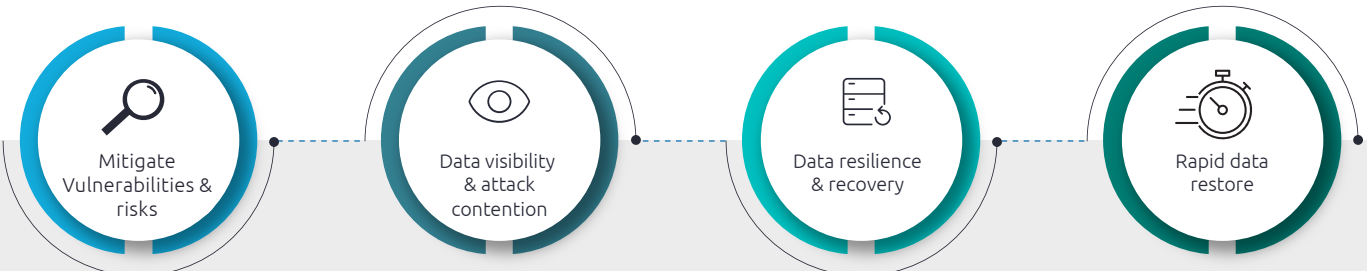 Mitigate
Vulnerabilities &
risks
Data visibility
& attack
contention
Data resilience
& recovery
Rapid data
restore